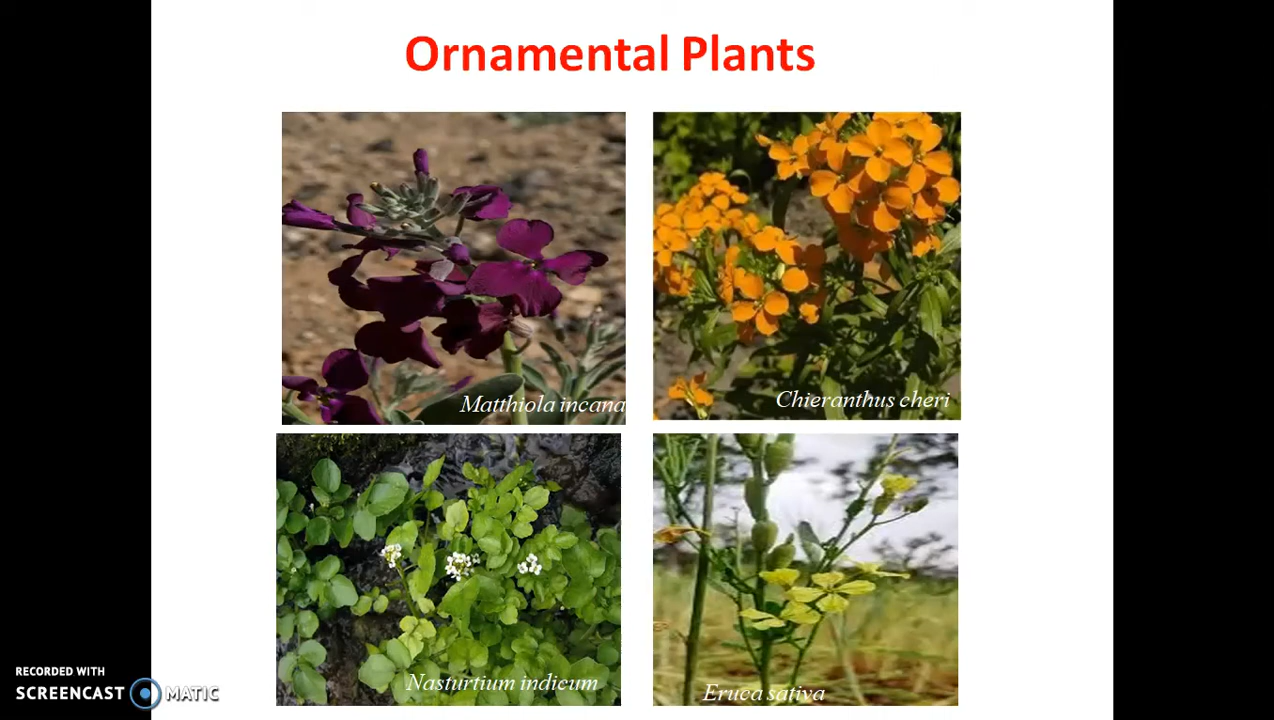 Ornamental Plants
Matthiola incana
Chieranthus cheri
Nasturtium indicum
Eruca sativa
RECORDED WITH
SCREENCAST MATIC